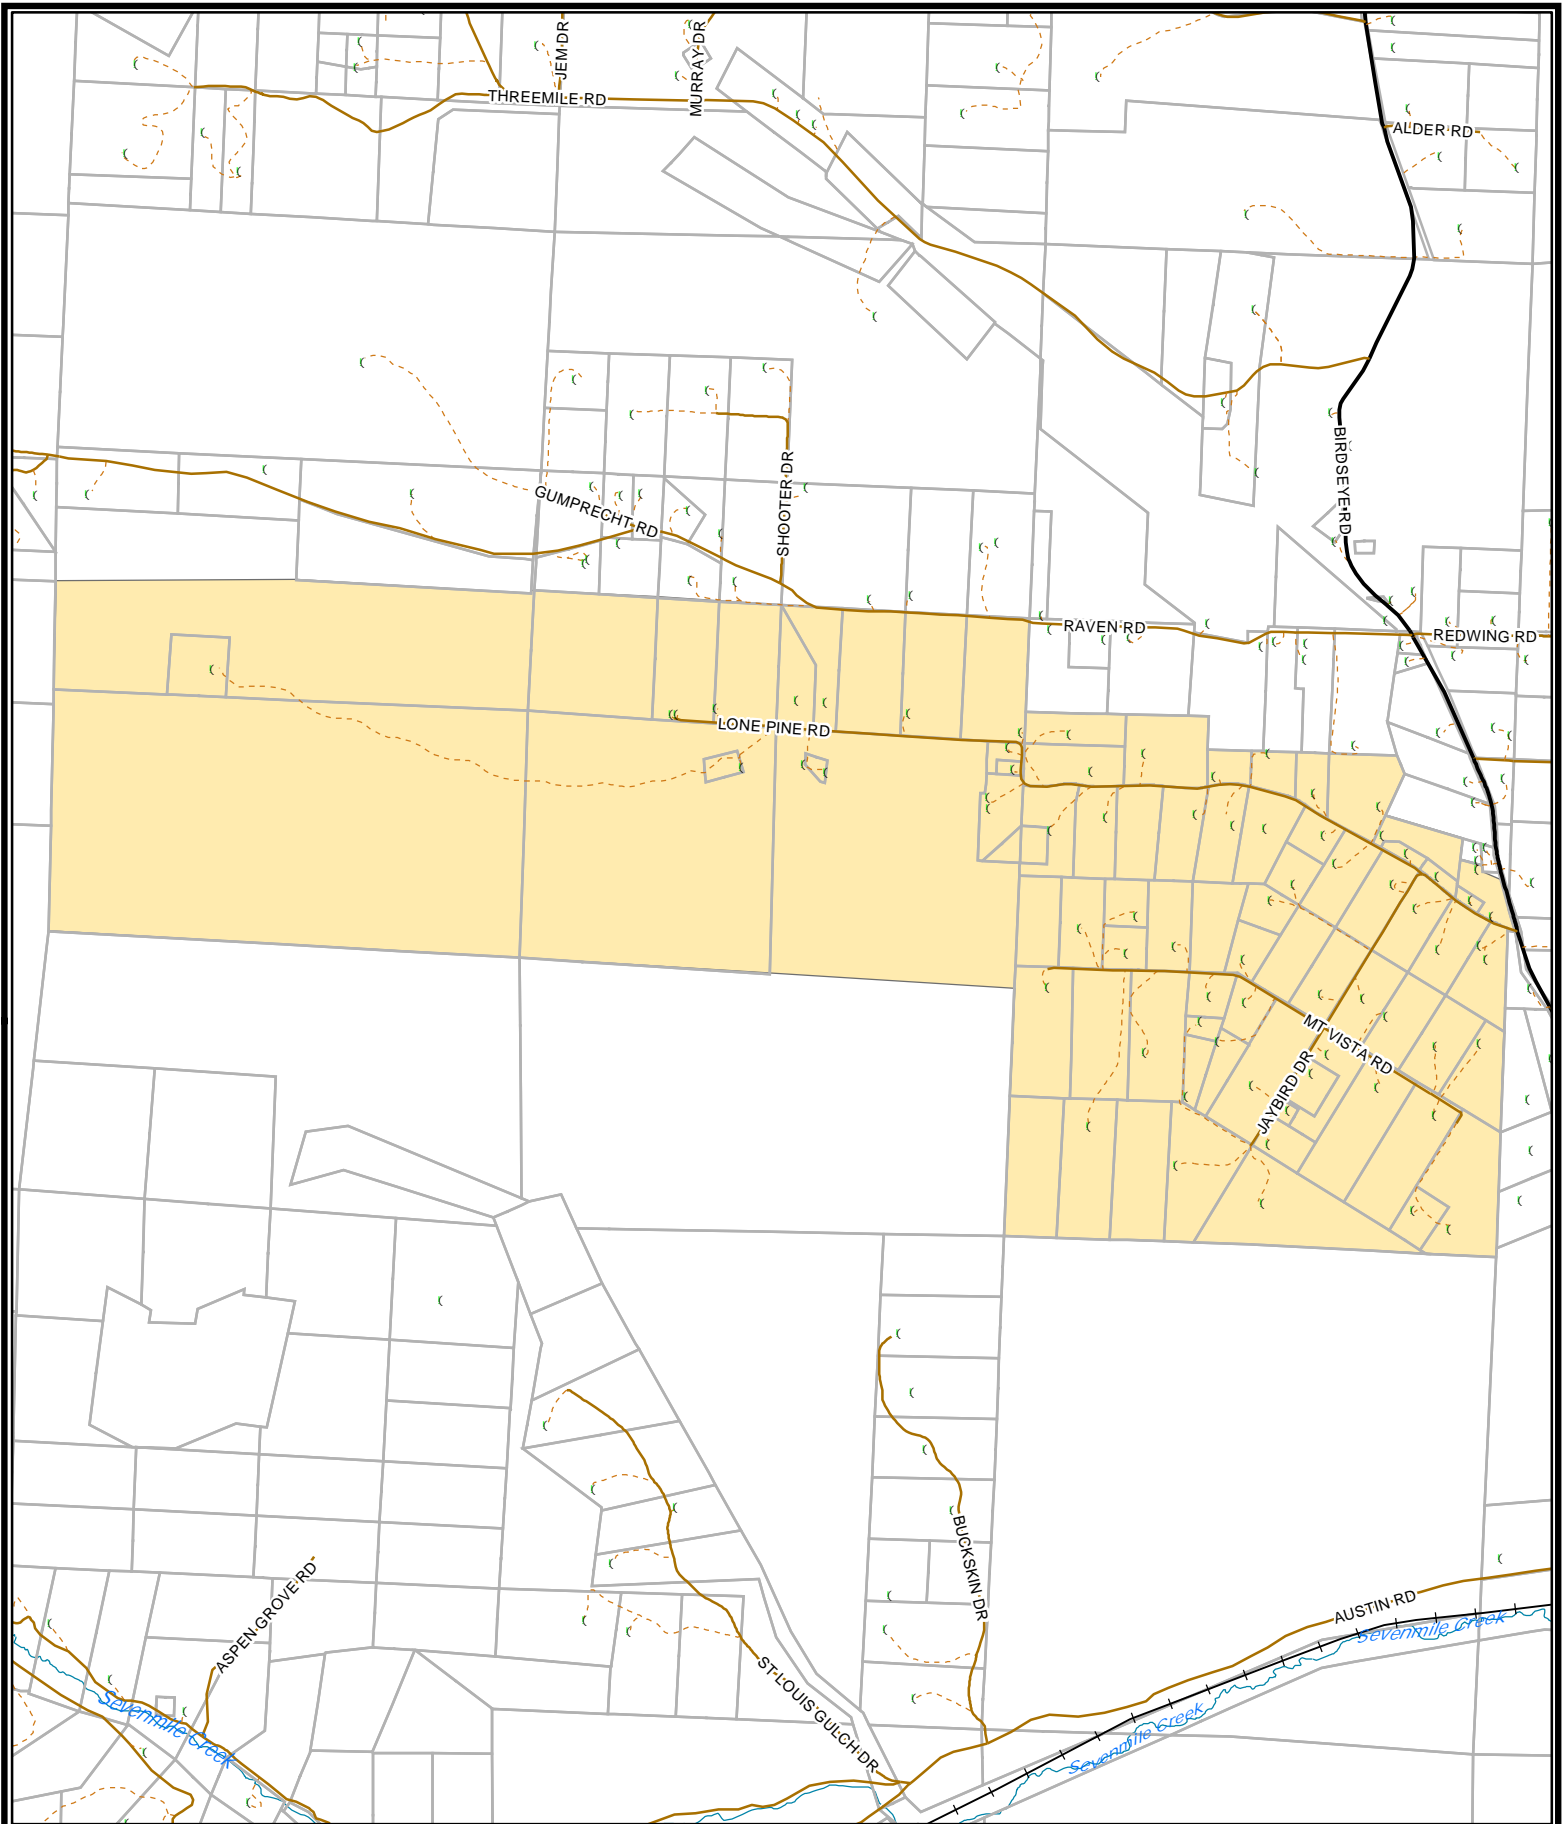 JEM DR
MURRAY DR
THREEMILE RD
ALDER RD
BIRDSEYE RD
GUMPRECHT RD
SHOOTER DR
RAVEN RD
REDWING RD
LONE PINE RD
MT VISTA RD
JAYBIRD DR
BUCKSKIN DR
ASPEN GROVE RD
AUSTIN RD
Sevenmile Creek
ST LOUIS GULCH DR
Sevenmile Creek
Sevenmile Creek